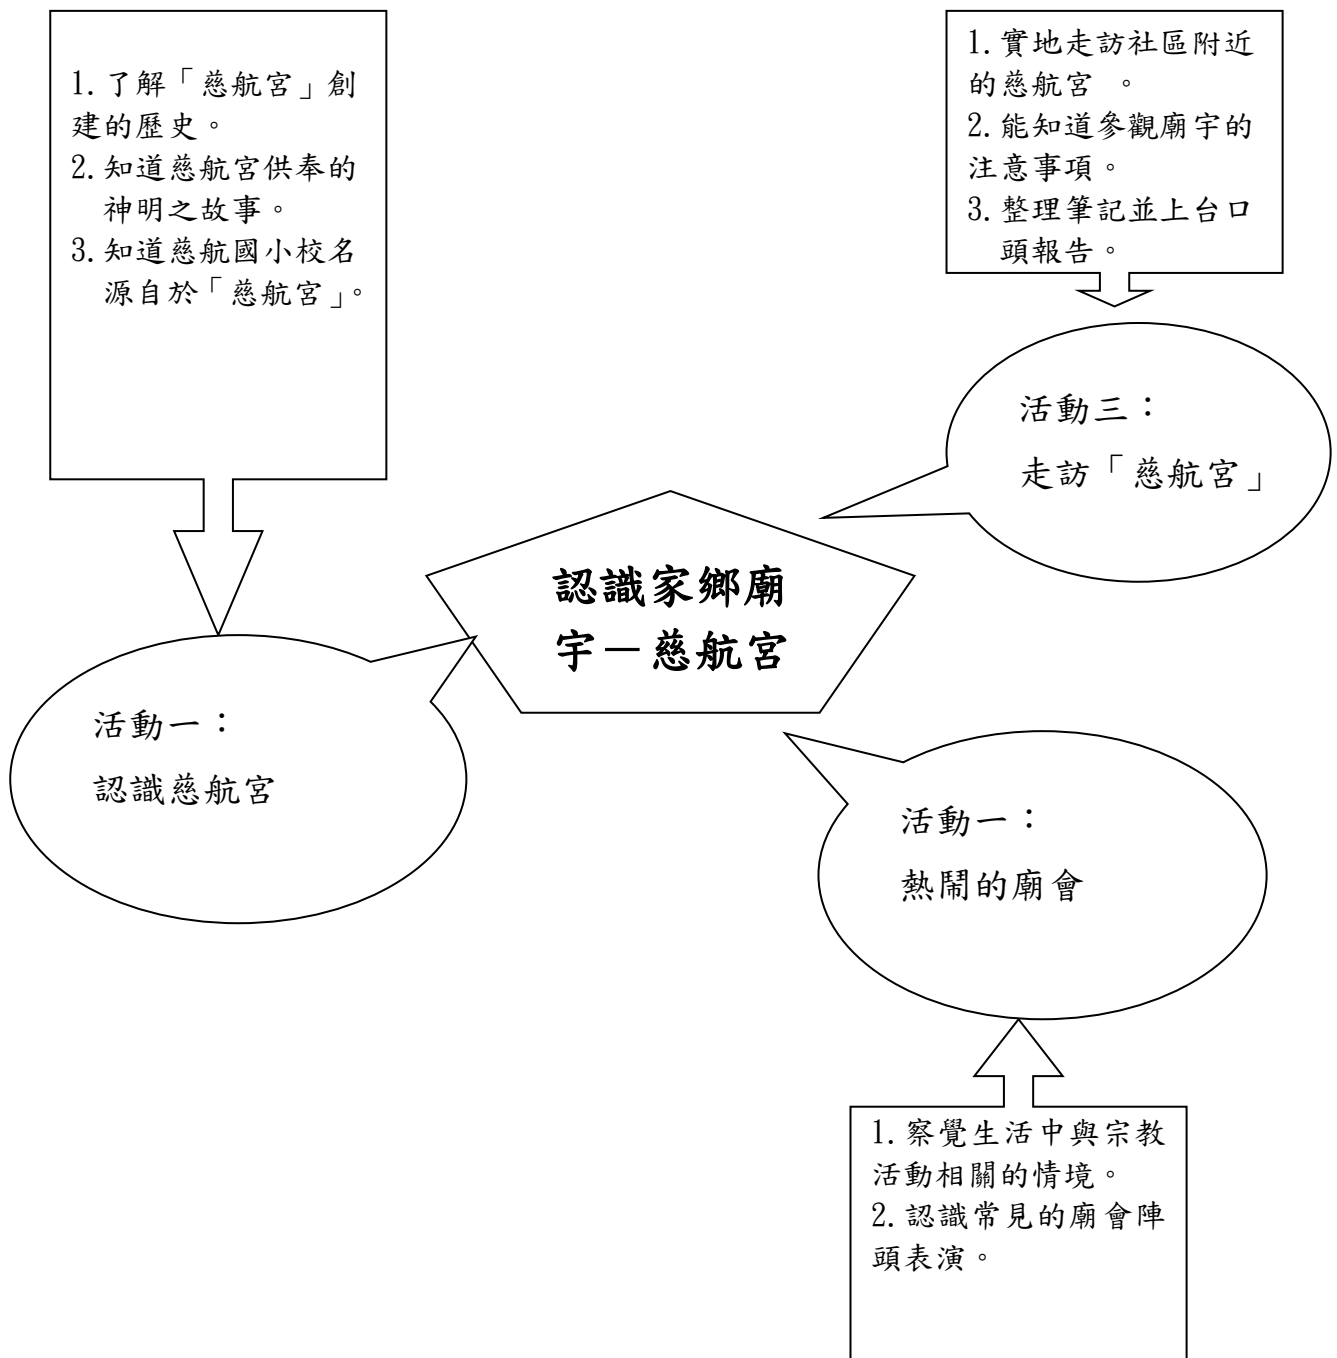 1.了解「慈航宮」創
建的歷史。
2.知道慈航宮供奉的
神明之故事。
3.知道慈航國小校名
源自於「慈航宮」。
1.實地走訪社區附近
的慈航宮 。
2.能知道參觀廟宇的
注意事項。
3.整理筆記並上台口
頭報告。
活動三：
走訪「慈航宮」
認識家鄉廟
宇－慈航宮
活動一：
認識慈航宮
活動一：
熱鬧的廟會
1.察覺生活中與宗教
活動相關的情境。
2.認識常見的廟會陣
頭表演。